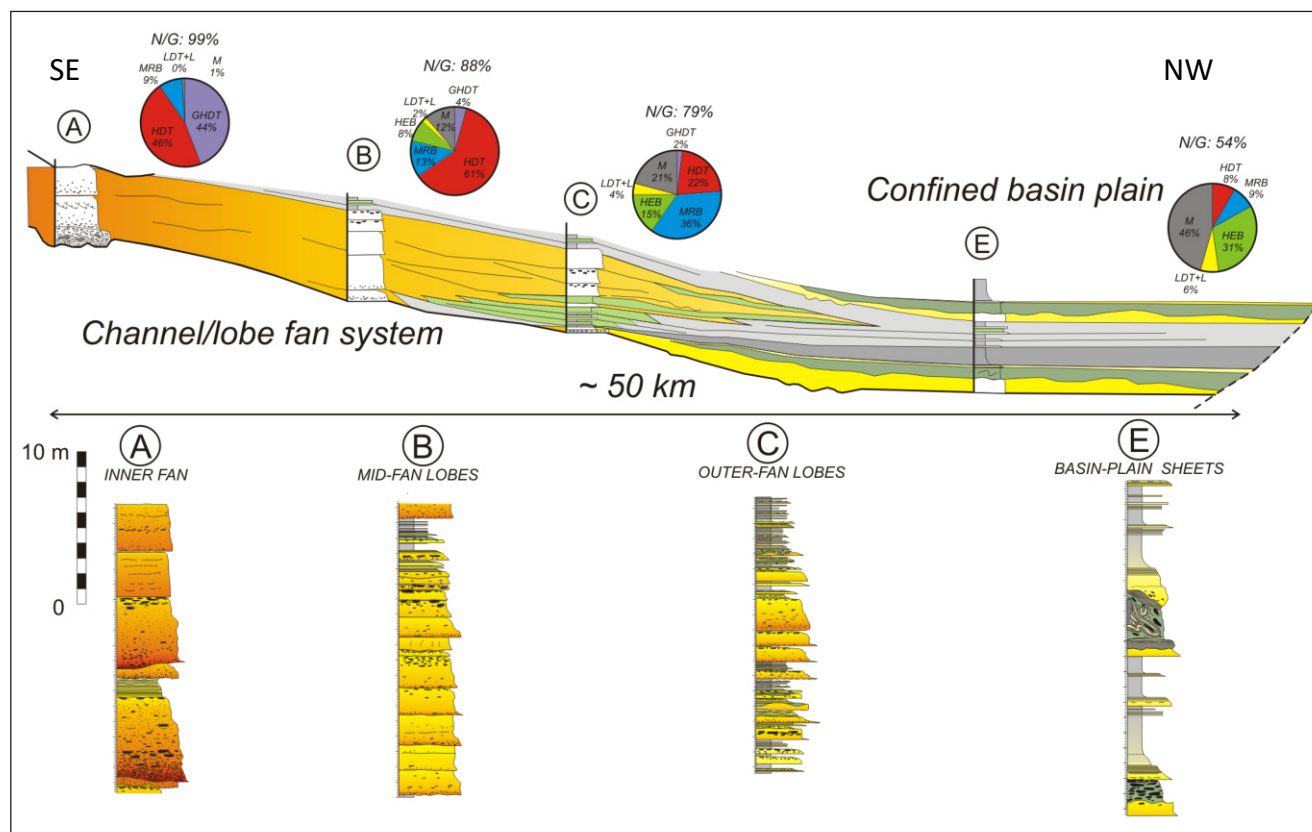 SE
NW
N/G: 99%
LDT+L
0%
M
1%
MRB
9%
GHDT
44%
HDT
46%
A
N/G: 88%
LDT+L
2%
GHDT
4%
M
12%
HEB
8%
MRB
13%
HDT
61%
B
N/G: 79%
GHDT
2%
M
21%
HDT
22%
LDT+L
4%
HEB
15%
MRB
36%
C
N/G: 54%
HDT
8%
MRB
9%
M
46%
HEB
31%
LDT+L
6%
Confined basin plain
E
Channel/lobe fan system
~ 50 km
10 m
0
A
INNER FAN
B
MID-FAN LOBES
C
OUTER-FAN LOBES
E
BASIN-PLAIN SHEETS